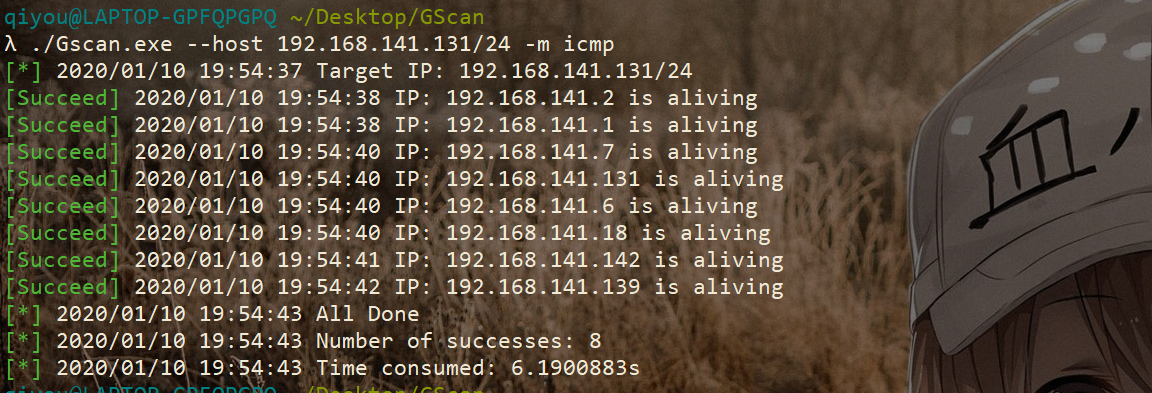 qiyou@LAPTOP-GPFQPGPQ ~/Desktop/GScan
λ ./Gscan.exe --host 192.168.141.131/24 -m icmp
[*] 2020/01/10 19:54:37 Target IP: 192.168.141.131/24
[Succeed] 2020/01/10 19:54:38 IP: 192.168.141.2 is aliving
[Succeed] 2020/01/10 19:54:38 IP: 192.168.141.1 is aliving
[Succeed] 2020/01/10 19:54:40 IP: 192.168.141.7 is aliving
[Succeed] 2020/01/10 19:54:40 IP: 192.168.141.131 is aliving
[Succeed] 2020/01/10 19:54:40 IP: 192.168.141.6 is aliving
[Succeed] 2020/01/10 19:54:40 IP: 192.168.141.18 is aliving
[Succeed] 2020/01/10 19:54:41 IP: 192.168.141.142 is aliving
[Succeed] 2020/01/10 19:54:42 IP: 192.168.141.139 is aliving
[*] 2020/01/10 19:54:43 All Done
[*] 2020/01/10 19:54:43 Number of successes: 8
[*] 2020/01/10 19:54:43 Time consumed: 6.1900883s
qiyou@LAPTOP-GPFQPGPQ ~/Desktop/GScan
血